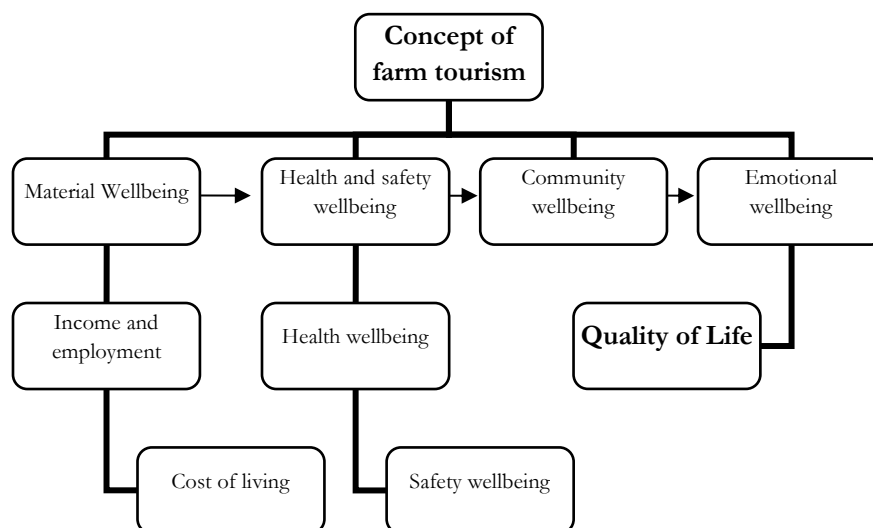 Concept of
farm tourism
Material Wellbeing
Health and safety
wellbeing
Community
wellbeing
Emotional
wellbeing
Income and
employment
Health wellbeing
Quality of Life
Cost of living
Safety wellbeing